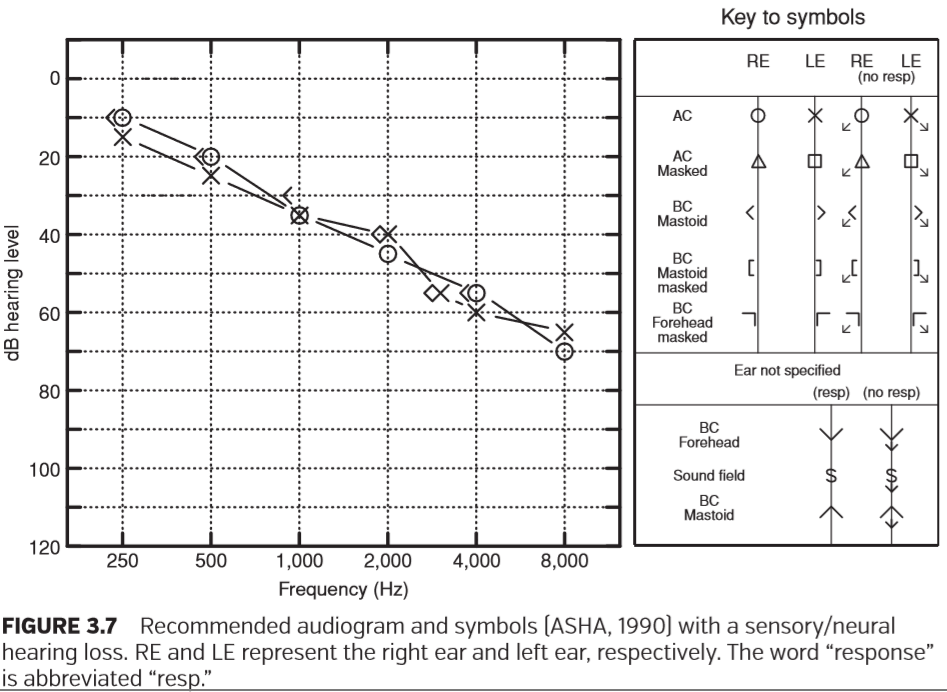 Key to symbols
RE LE RE LE
(no resp)
AC
AC
Masked
BC
Mastoid
BC
Mastoid
masked
BC
Forehead
masked
Ear not specified
(resp) (no resp)
BC
Forehead
Sound field S S
BC
Mastoid
dB hearing level
0
20
40
60
80
100
120
250 500 1,000 2,000 4,000 8,000
Frequency (Hz)
FIGURE 3.7 Recommended audiogram and symbols (ASHA, 1990) with a sensory/neural
hearing loss. RE and LE represent the right ear and left ear, respectively. The word “response”
is abbreviated “resp.”